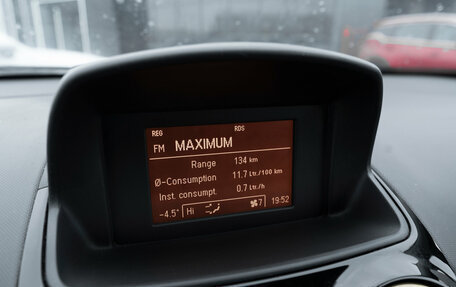 REG RDS
FM MAXIMUM
Range 134 km
Ø-Consumption 11.7 Ltr./100 km
Inst. consumpt. 0.7 Ltr./h
-4.5° Hi 7 19:52